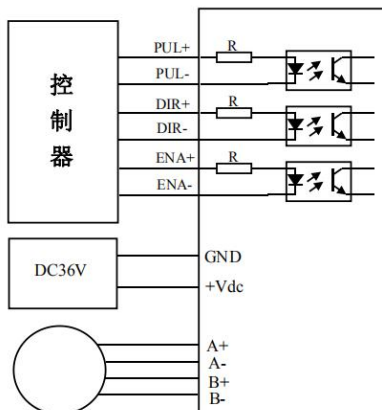 PUL+
R
PUL-
DIR+
R
DIR-
ENA+
R
ENA-
控
制
器
DC36V
GND
+Vdc
A+
A-
B+
B-